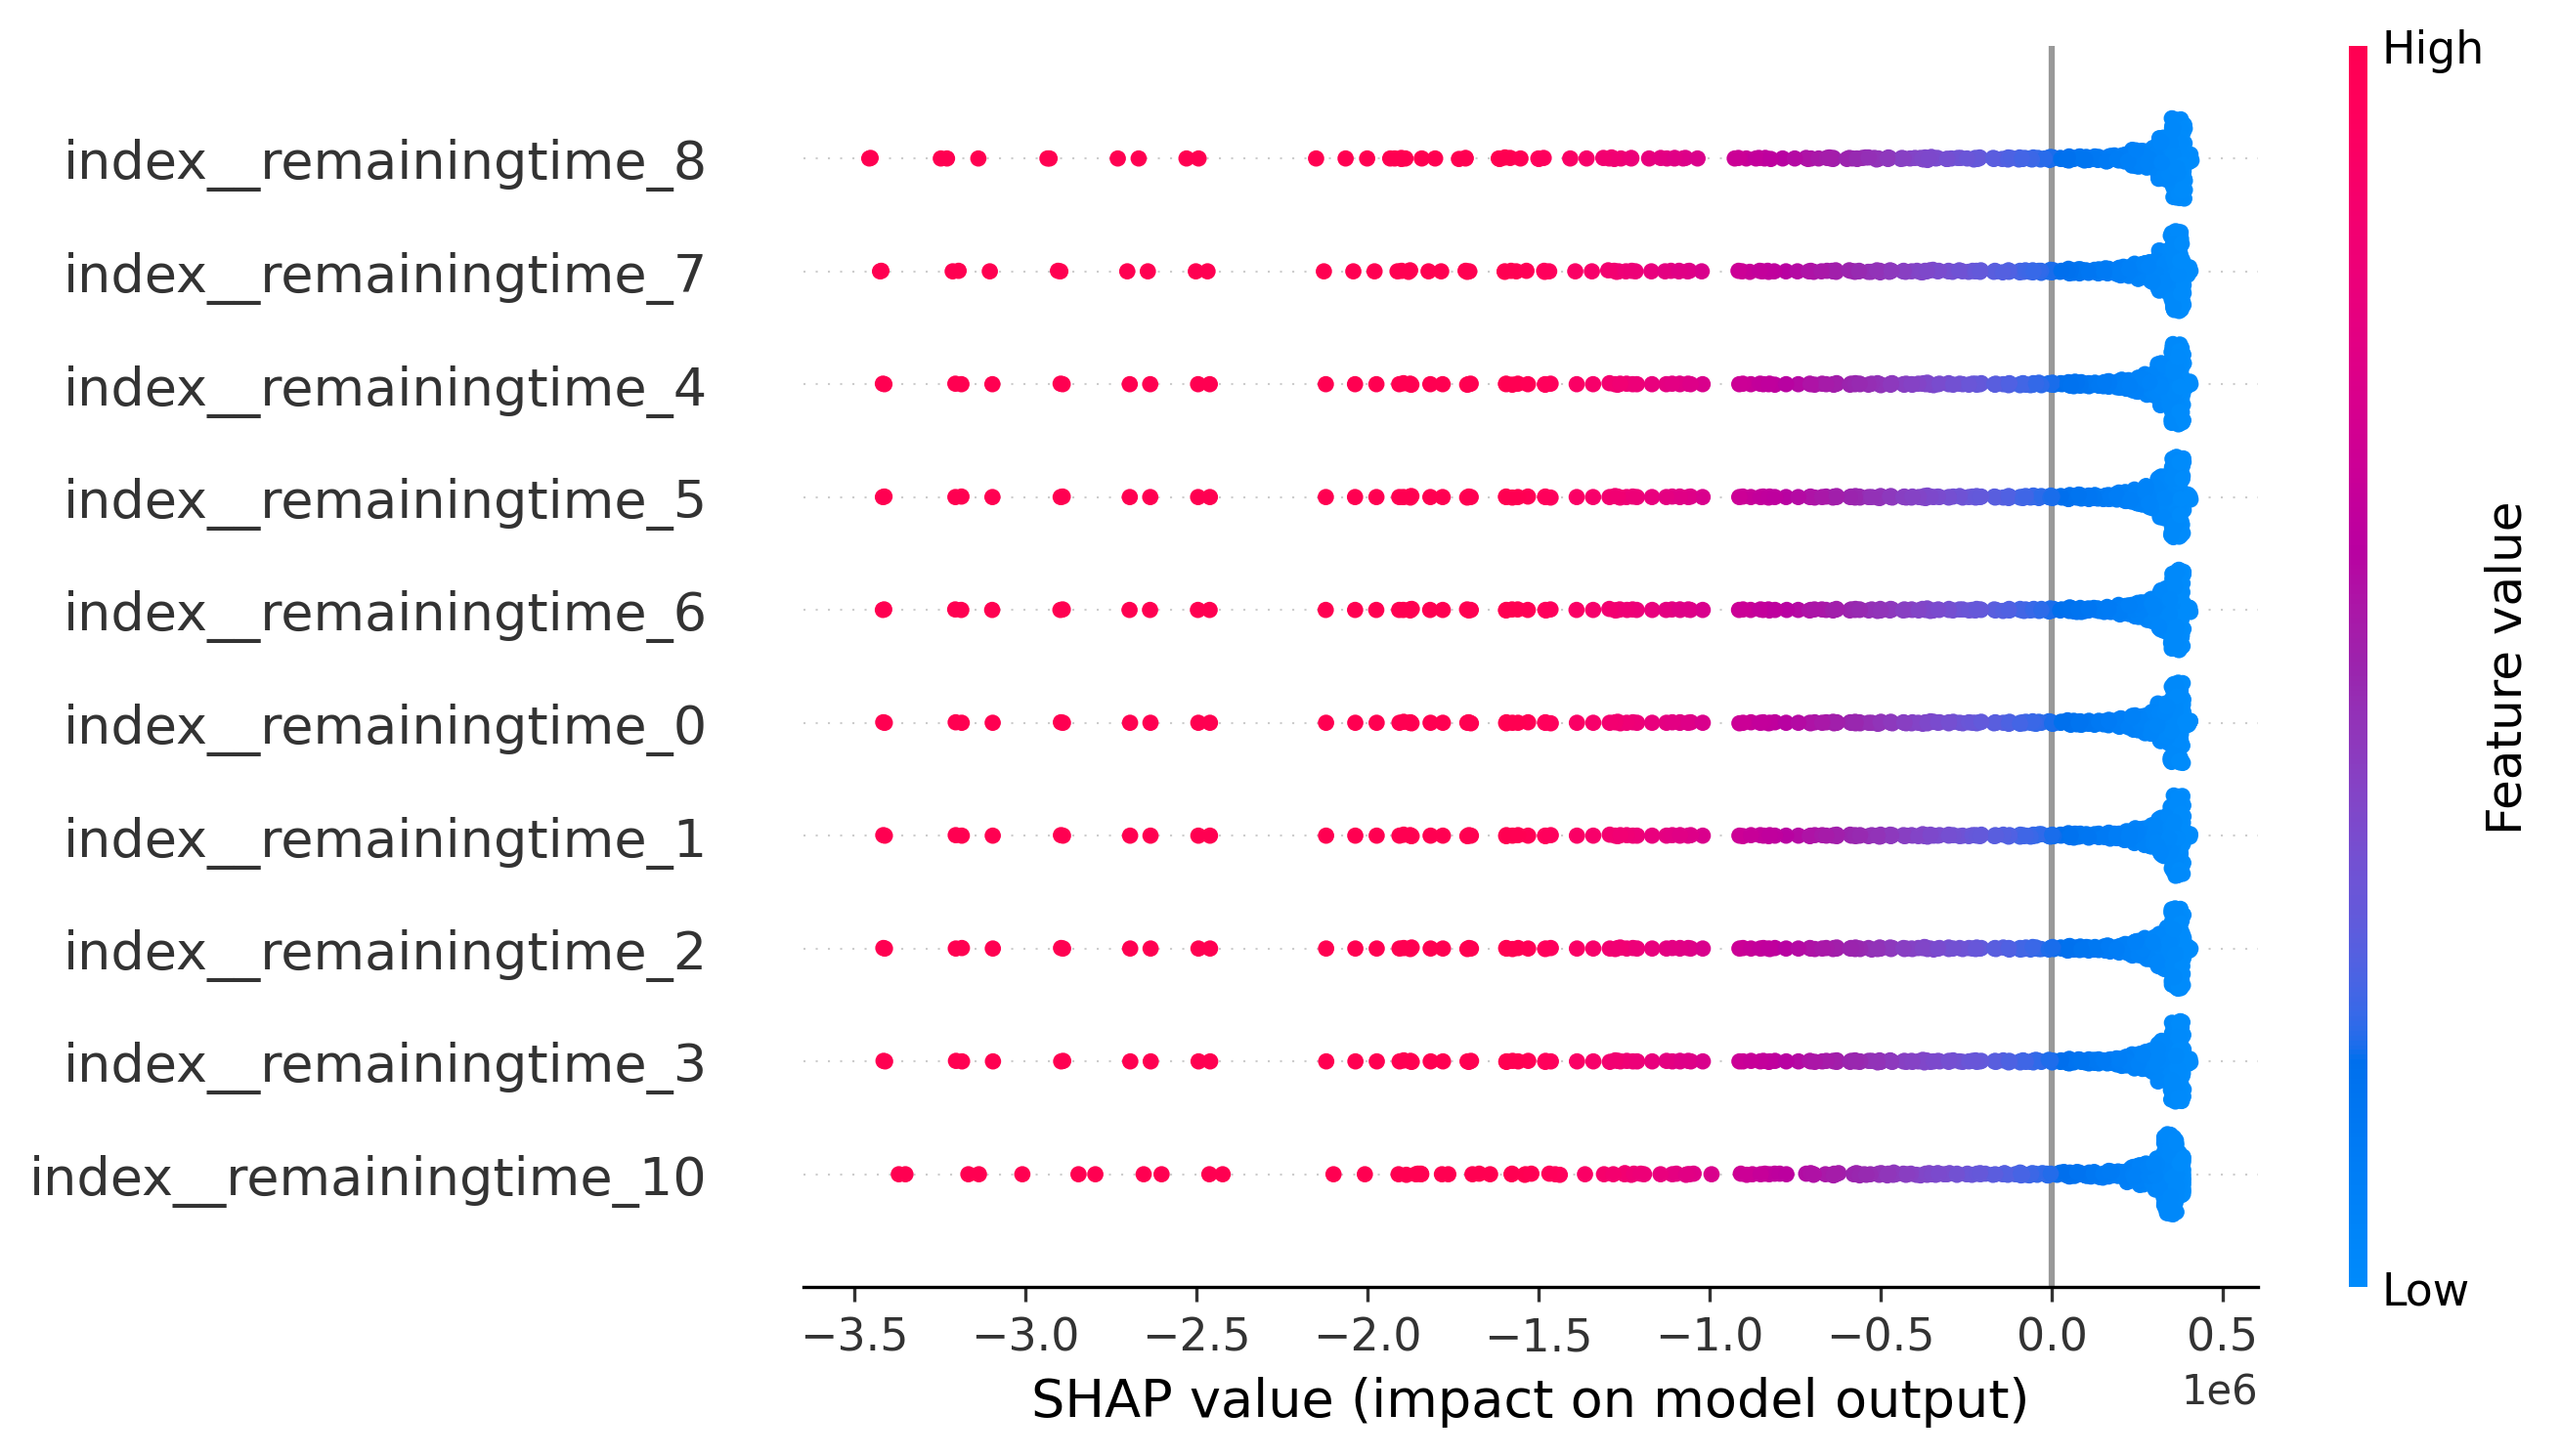 High
index__remainingtime_8
index__remainingtime_7
index__remainingtime_4
index__remainingtime_5
index__remainingtime_6
index__remainingtime_0
index__remainingtime_1
index__remainingtime_2
index__remainingtime_3
index__remainingtime_10
Feature value
Low
−3.5 −3.0 −2.5 −2.0 −1.5 −1.0 −0.5 0.0 0.5
1e6
SHAP value (impact on model output)